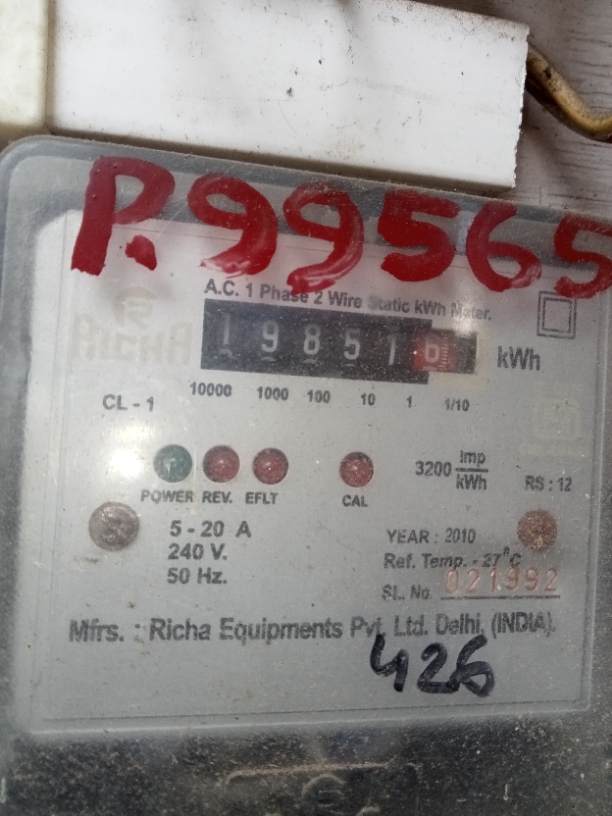 P.99565
A.C. 1 Phase 2 Wire Static kWh Meter.
198516 kWh
10000 1000 100 10 1 1/10
CL - 1
POWER REV. EFLT CAL
3200 Imp/kWh RS : 12
5 - 20 A
240 V.
50 Hz.
YEAR : 2010
Ref. Temp. - 27°C
SL. No. 021992
Mfrs. : Richa Equipments Pvt. Ltd. Delhi, (INDIA).
426